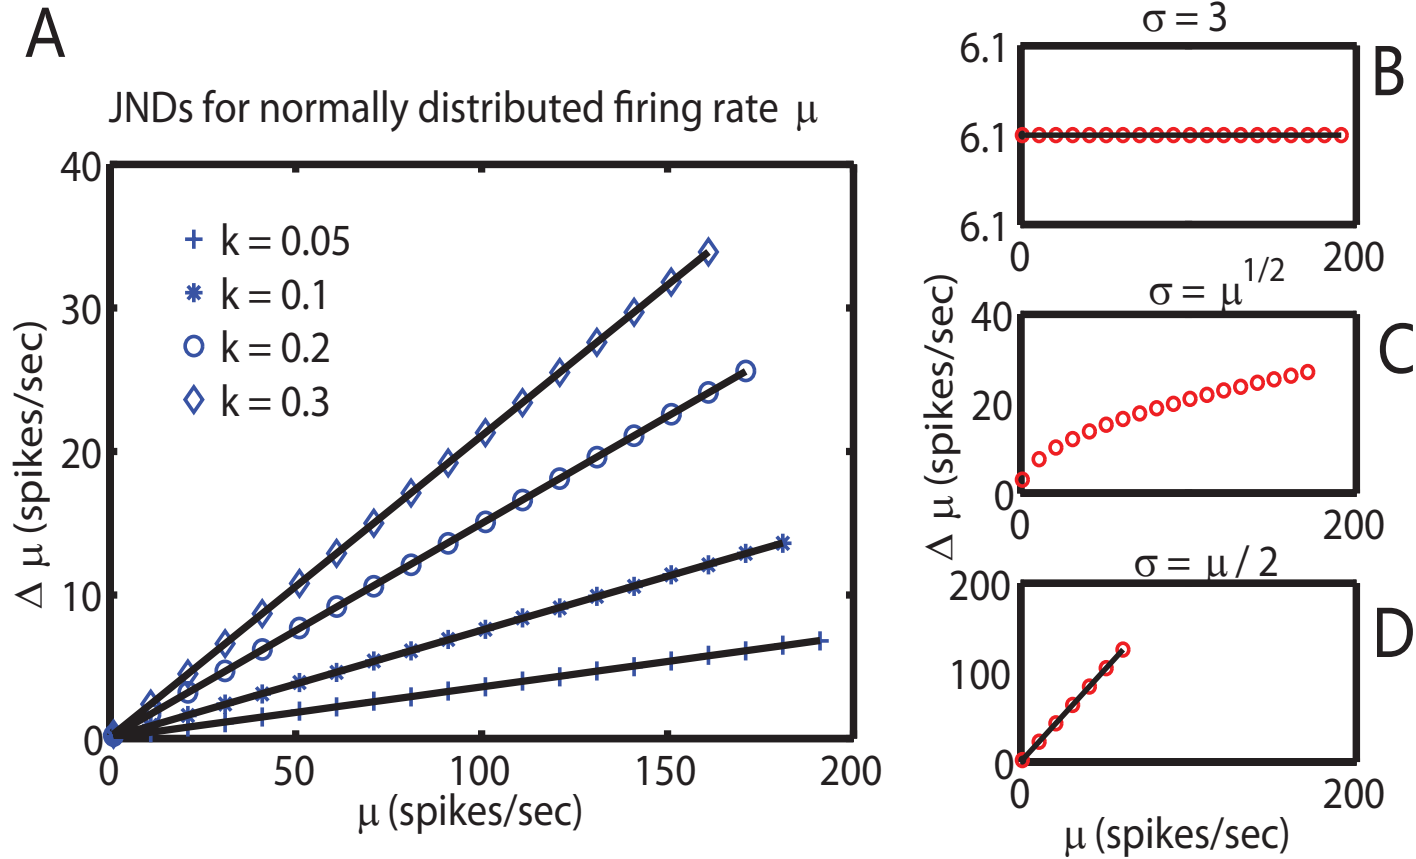 A
JNDs for normally distributed firing rate μ
40
30
20
10
0
Δ μ (spikes/sec)
k = 0.05
k = 0.1
k = 0.2
k = 0.3
0 50 100 150 200
μ (spikes/sec)
σ = 3
B
6.1
6.1
6.1
0 200
σ = μ^1/2
C
40
20
0
0 200
Δ μ (spikes/sec)
σ = μ / 2
D
200
100
0
0 200
μ (spikes/sec)